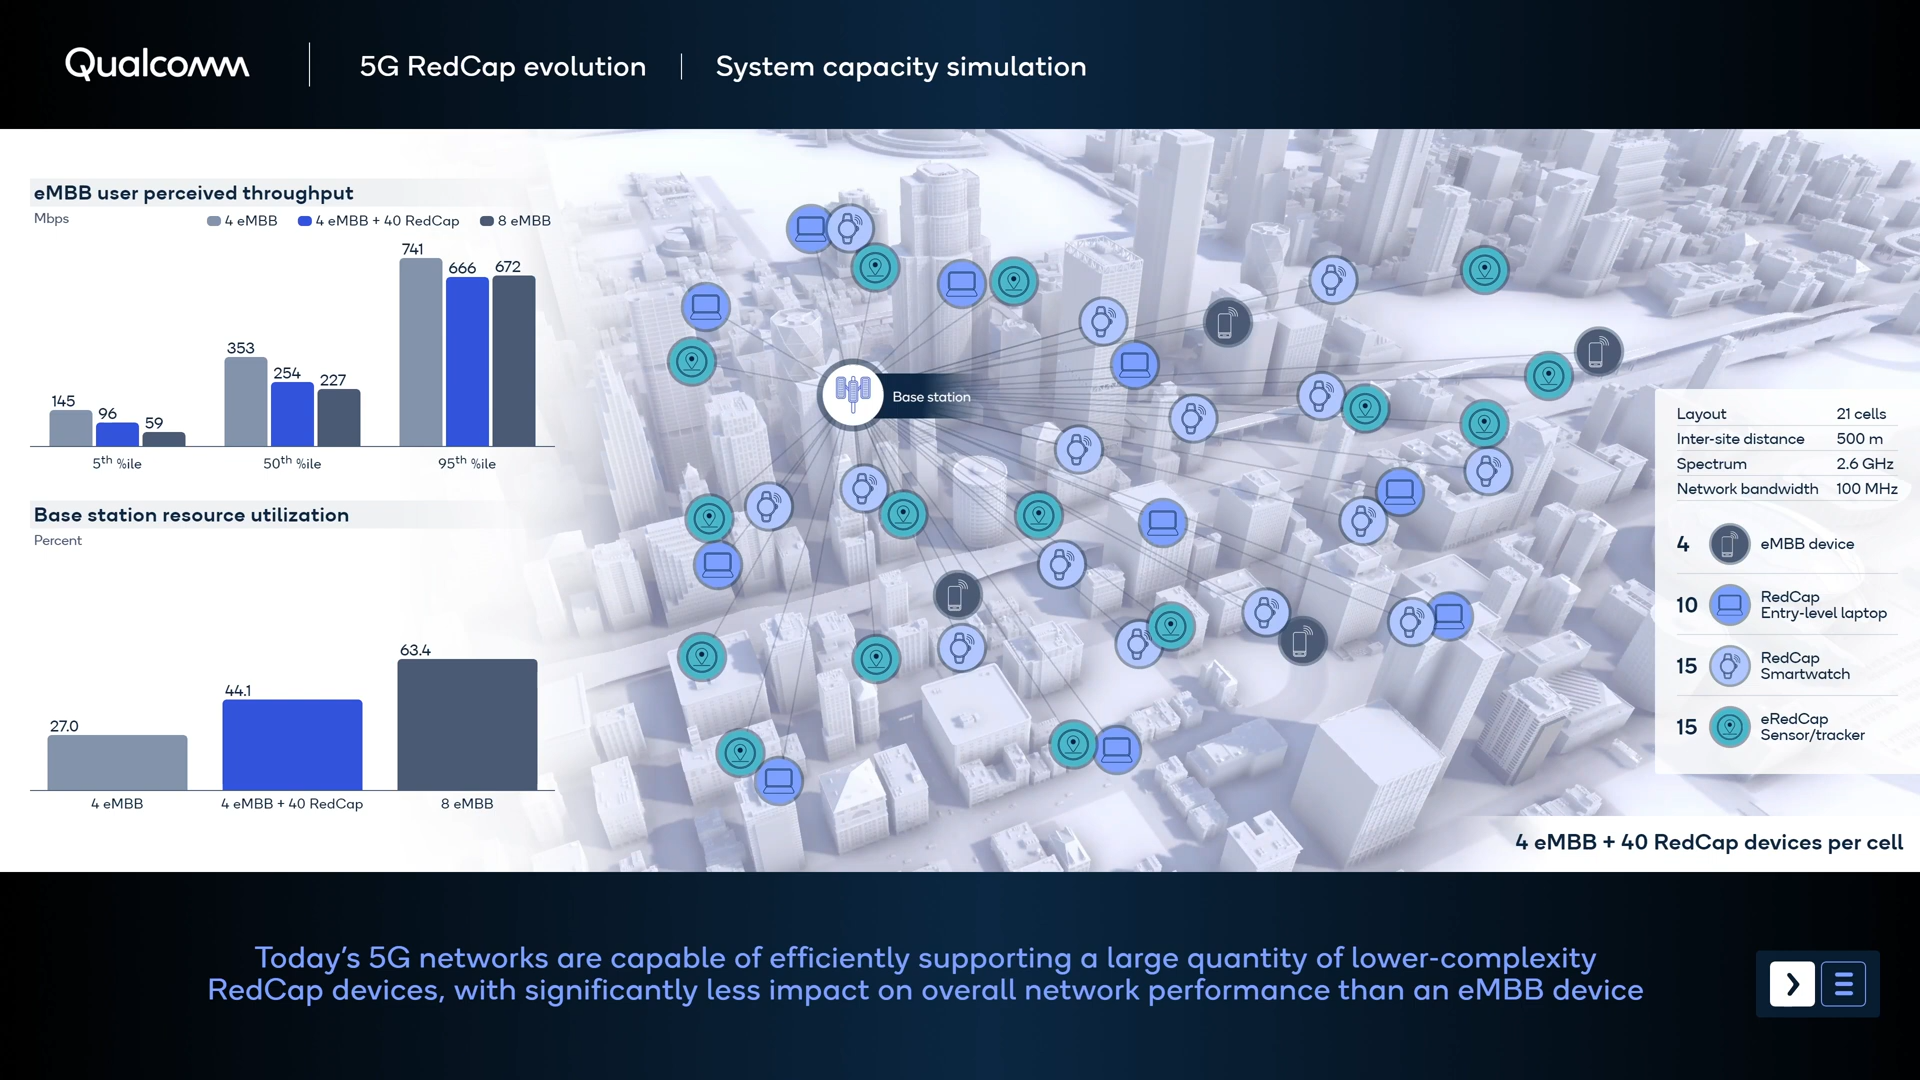 Qualcomm
5G RedCap evolution
System capacity simulation
eMBB user perceived throughput
Mbps
4 eMBB
4 eMBB + 40 RedCap
8 eMBB
145
96
59
353
254
227
741
666
672
5th %ile
50th %ile
95th %ile
Base station resource utilization
Percent
27.0
44.1
63.4
4 eMBB
4 eMBB + 40 RedCap
8 eMBB
Base station
Layout 21 cells
Inter-site distance 500 m
Spectrum 2.6 GHz
Network bandwidth 100 MHz
4 eMBB device
10 RedCap
Entry-level laptop
15 RedCap
Smartwatch
15 eRedCap
Sensor/tracker
4 eMBB + 40 RedCap devices per cell
Today's 5G networks are capable of efficiently supporting a large quantity of lower-complexity
RedCap devices, with significantly less impact on overall network performance than an eMBB device